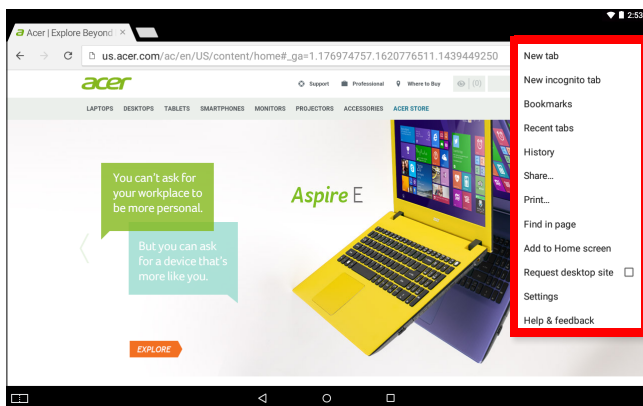 2:53
a Acer | Explore Beyond ×
us.acer.com/ac/en/US/content/home#_ga=1.176974757.1620776511.1439449250
acer
Support Professional Where to Buy (0)
LAPTOPS DESKTOPS TABLETS SMARTPHONES MONITORS PROJECTORS ACCESSORIES ACER STORE
You can't ask for
your workplace to
be more personal.
But you can ask
for a device that's
more like you.
Aspire E
EXPLORE
New tab
New incognito tab
Bookmarks
Recent tabs
History
Share...
Print...
Find in page
Add to Home screen
Request desktop site
Settings
Help & feedback